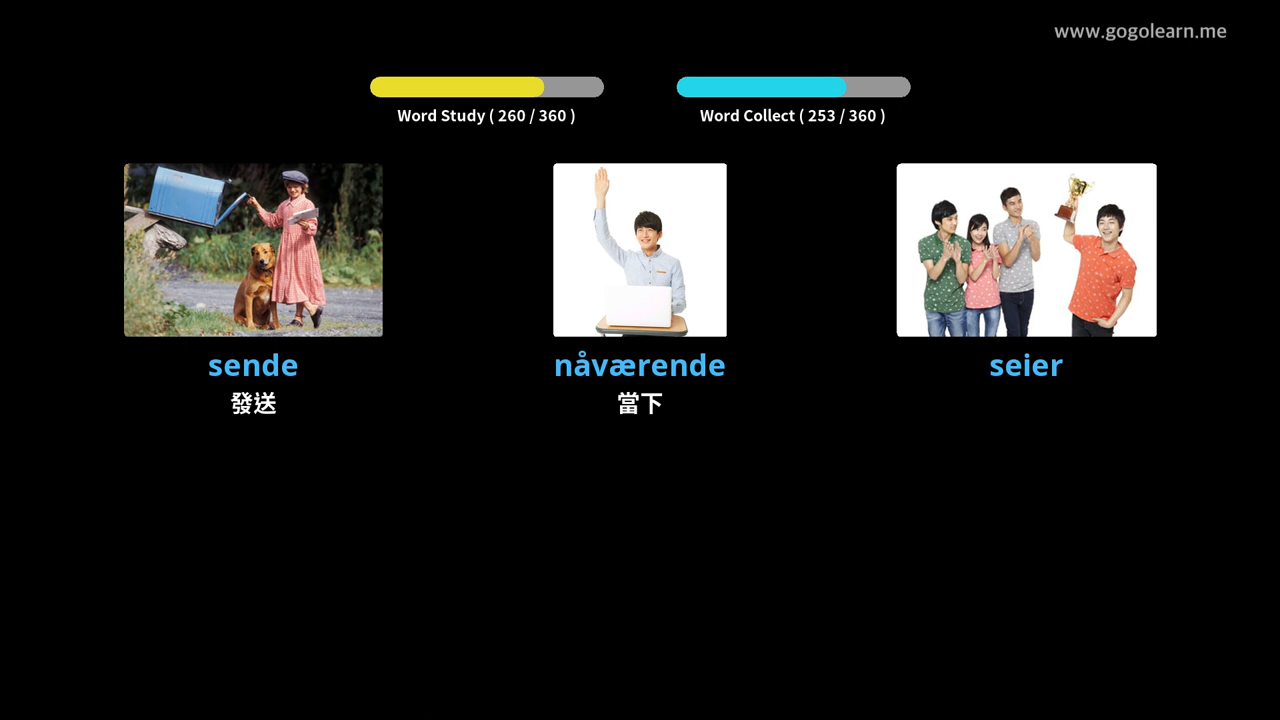 www.gogolearn.me
Word Study ( 260 / 360 )
Word Collect ( 253 / 360 )
sende
nåværende
seier
發送
當下